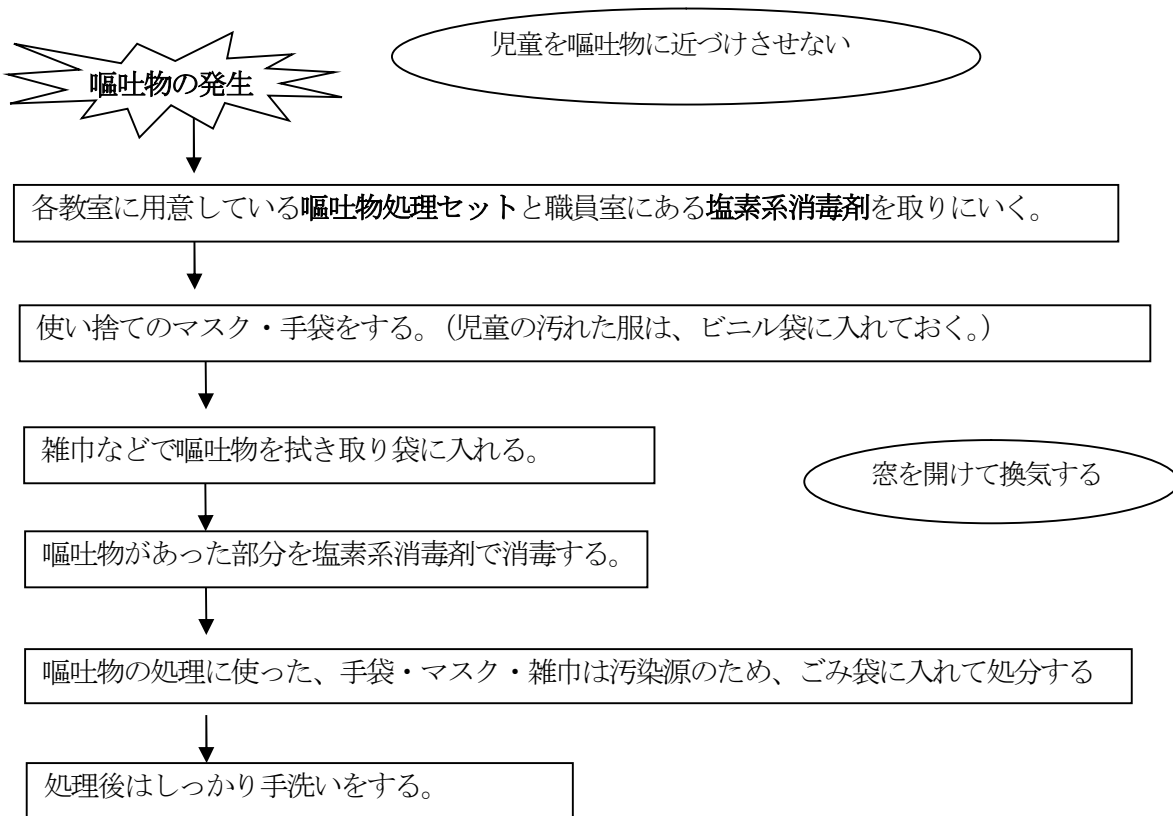 児童を嘔吐物に近づけさせない
嘔吐物の発生
各教室に用意している嘔吐物処理セットと職員室にある塩素系消毒剤を取りにいく。
使い捨てのマスク・手袋をする。（児童の汚れた服は、ビニル袋に入れておく。）
雑巾などで嘔吐物を拭き取り袋に入れる。
窓を開けて換気する
嘔吐物があった部分を塩素系消毒剤で消毒する。
嘔吐物の処理に使った、手袋・マスク・雑巾は汚染源のため、ごみ袋に入れて処分する
処理後はしっかり手洗いをする。